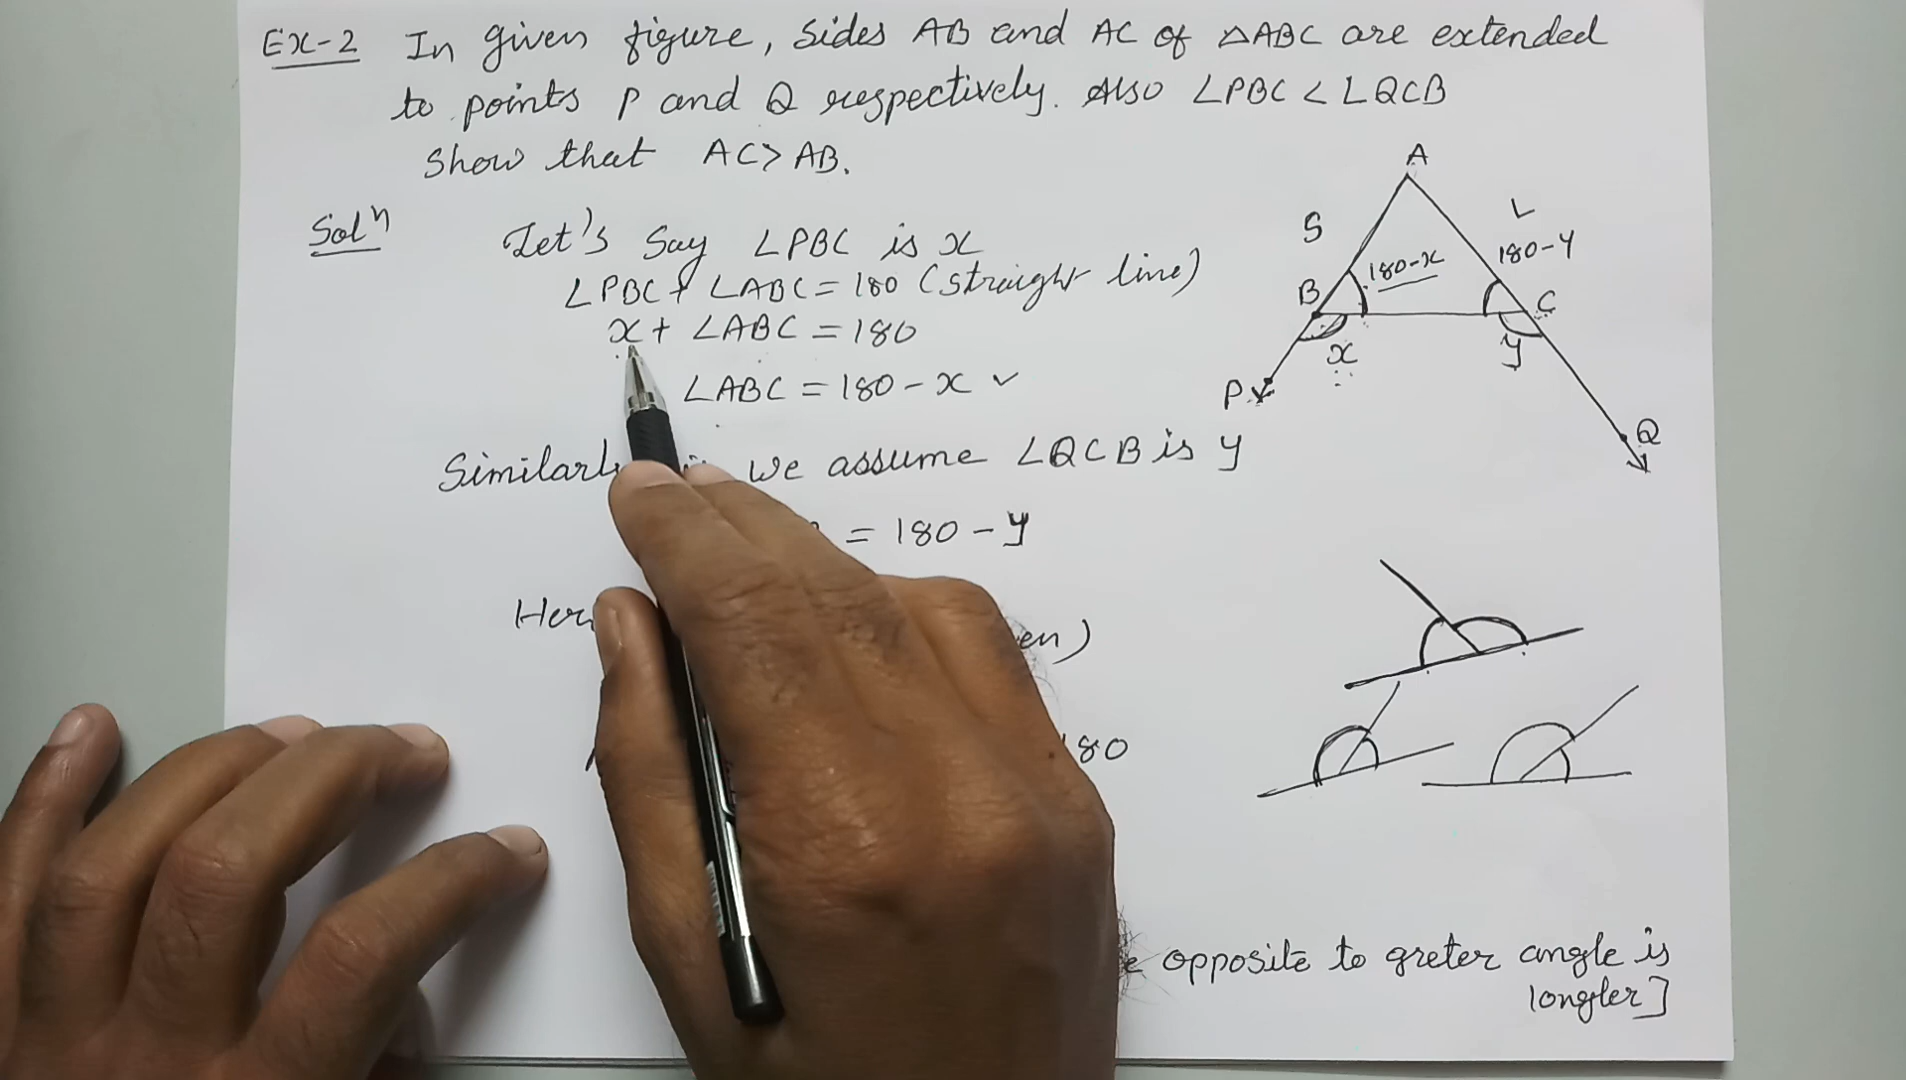 Ex-2 In given figure, Sides AB and AC of △ABC are extended
to points P and Q respectively. Also ∠PBC < ∠QCB
Show that AC > AB.
Solⁿ
Let's Say ∠PBC is x
∠PBC + ∠ABC = 180 (straight line)
x + ∠ABC = 180
∠ABC = 180 - x ✓
we assume ∠QCB is y
= 180 - y
80
opposite to greter angle is
longler]
A
S
L
180-x
180-y
B
C
x
y
P
Q